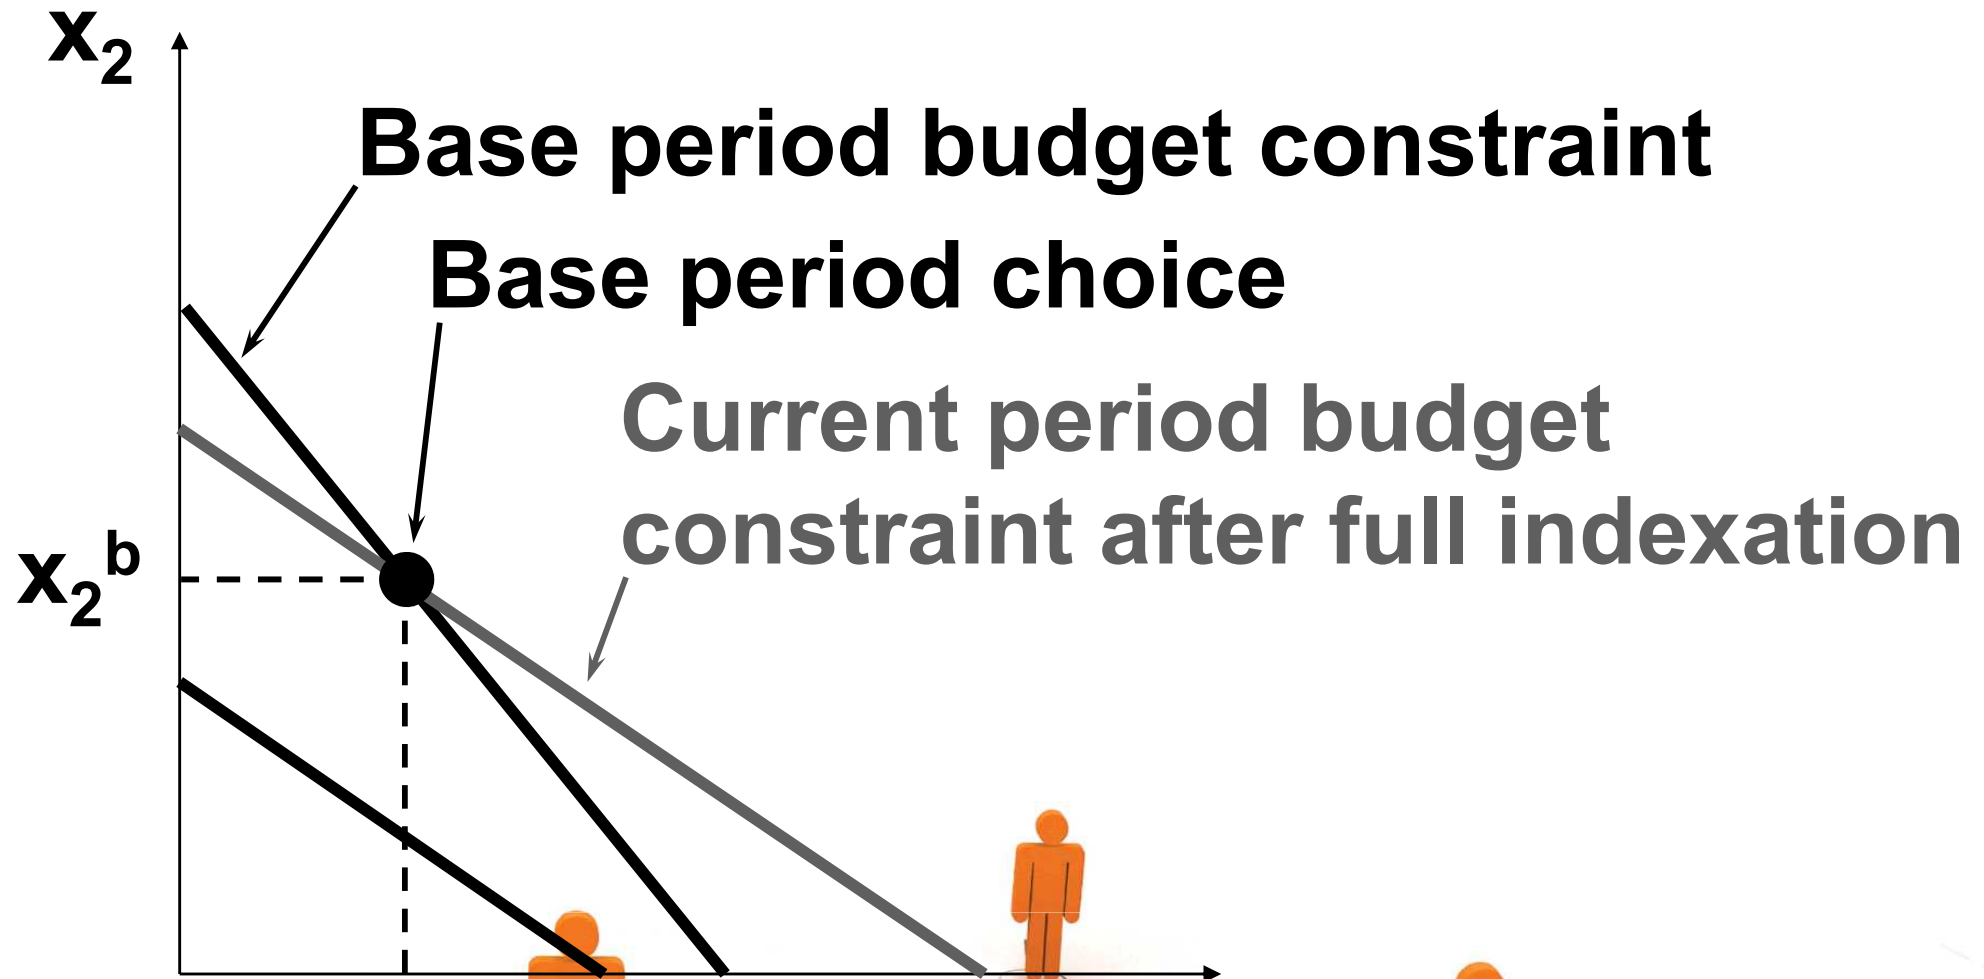 x₂
Base period budget constraint
Base period choice
Current period budget
constraint after full indexation
x₂ᵇ